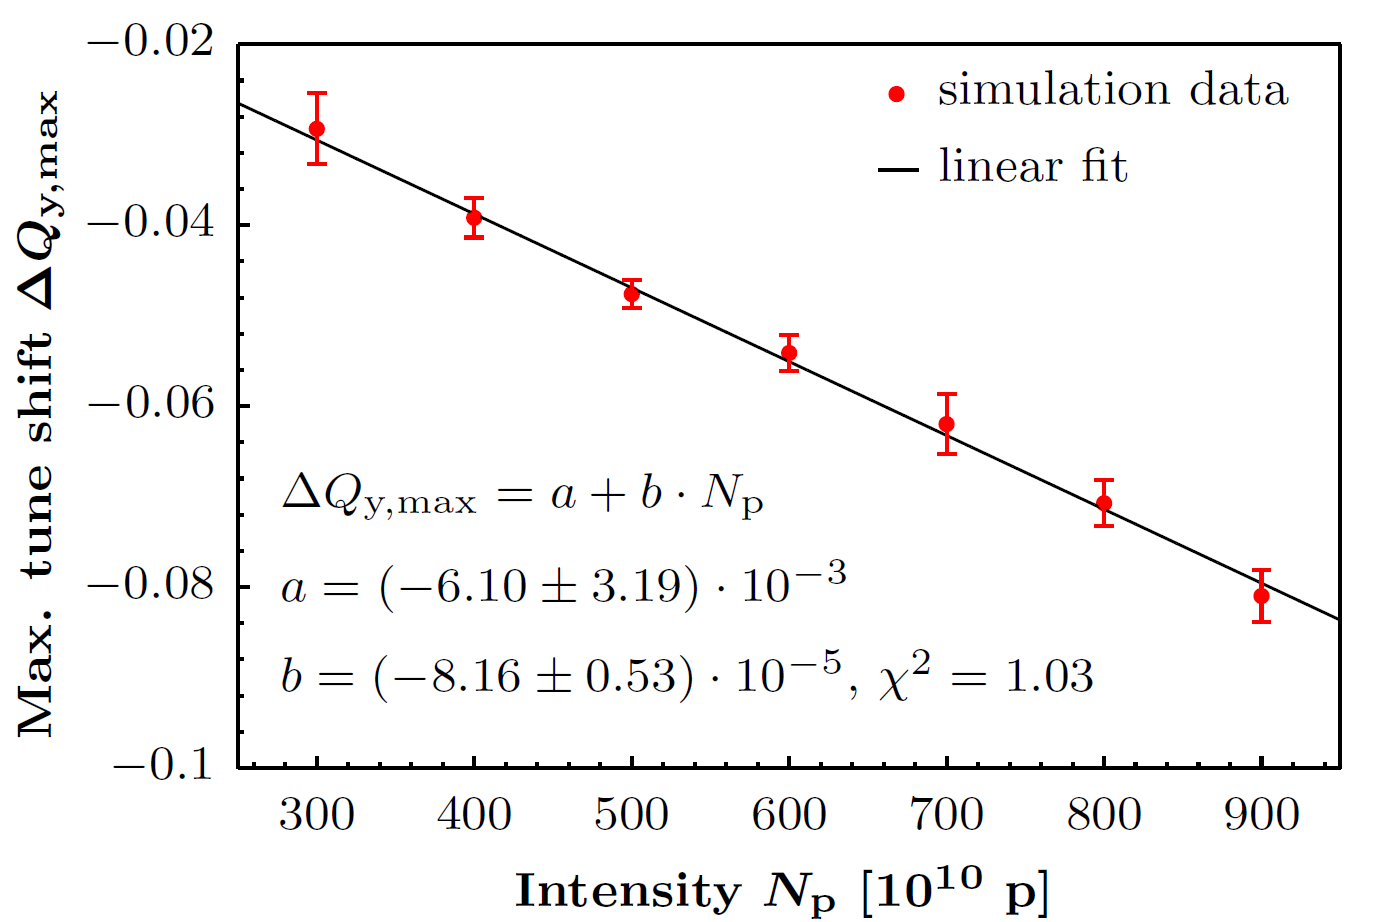 −0.02
−0.04
−0.06
−0.08
−0.1
Max. tune shift ΔQy,max
simulation data
linear fit
ΔQy,max = a + b · Np
a = (−6.10 ± 3.19) · 10⁻³
b = (−8.16 ± 0.53) · 10⁻⁵, χ² = 1.03
300 400 500 600 700 800 900
Intensity Np [10¹⁰ p]